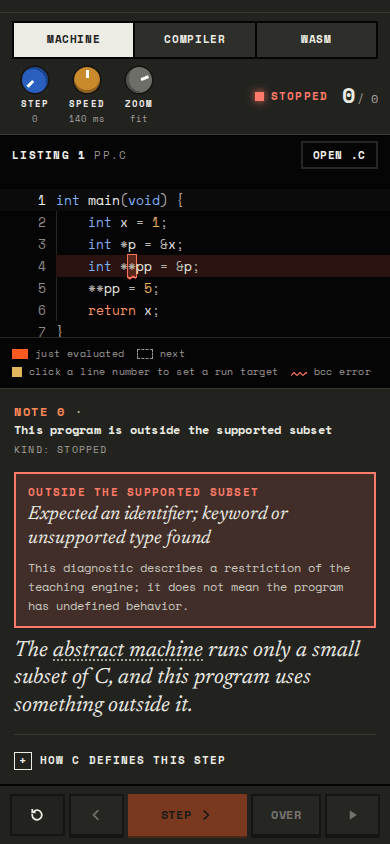 MACHINE COMPILER WASM
STEP SPEED ZOOM
0 140 ms fit
STOPPED 0 / 0
LISTING 1 PP.C OPEN .C
1 int main(void) {
2 int x = 1;
3 int *p = &x;
4 int **pp = &p;
5 **pp = 5;
6 return x;
7 }
just evaluated next
click a line number to set a run target bcc error
NOTE 0 ·
This program is outside the supported subset
KIND: STOPPED
OUTSIDE THE SUPPORTED SUBSET
Expected an identifier; keyword or
unsupported type found
This diagnostic describes a restriction of the
teaching engine; it does not mean the program
has undefined behavior.
The abstract machine runs only a small
subset of C, and this program uses
something outside it.
+ HOW C DEFINES THIS STEP
STEP OVER